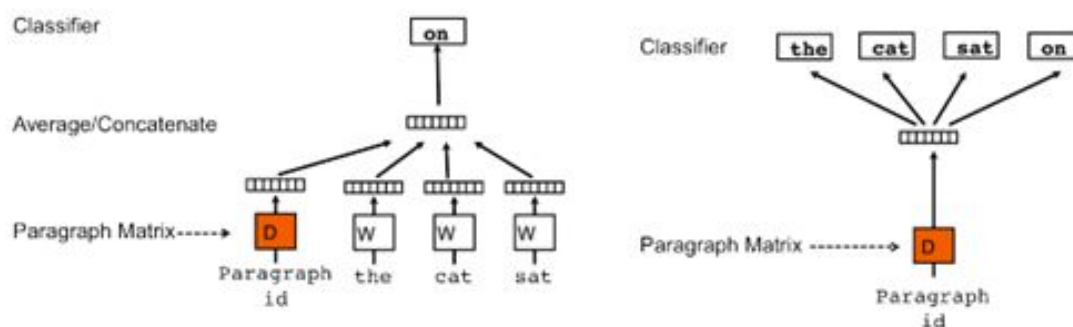 Classifier
on
Average/Concatenate
Paragraph Matrix
D
W
W
W
Paragraph
id
the
cat
sat
Classifier
the
cat
sat
on
Paragraph Matrix
D
Paragraph
id